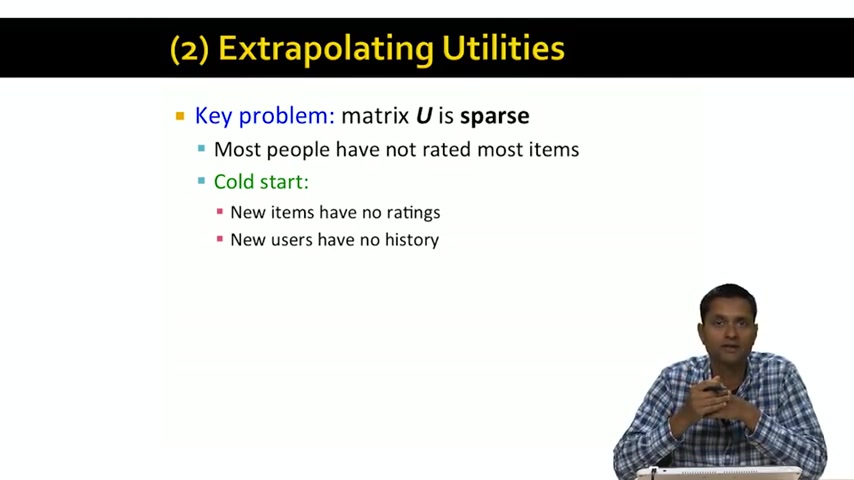 (2) Extrapolating Utilities
Key problem: matrix U is sparse
Most people have not rated most items
Cold start:
New items have no ratings
New users have no history